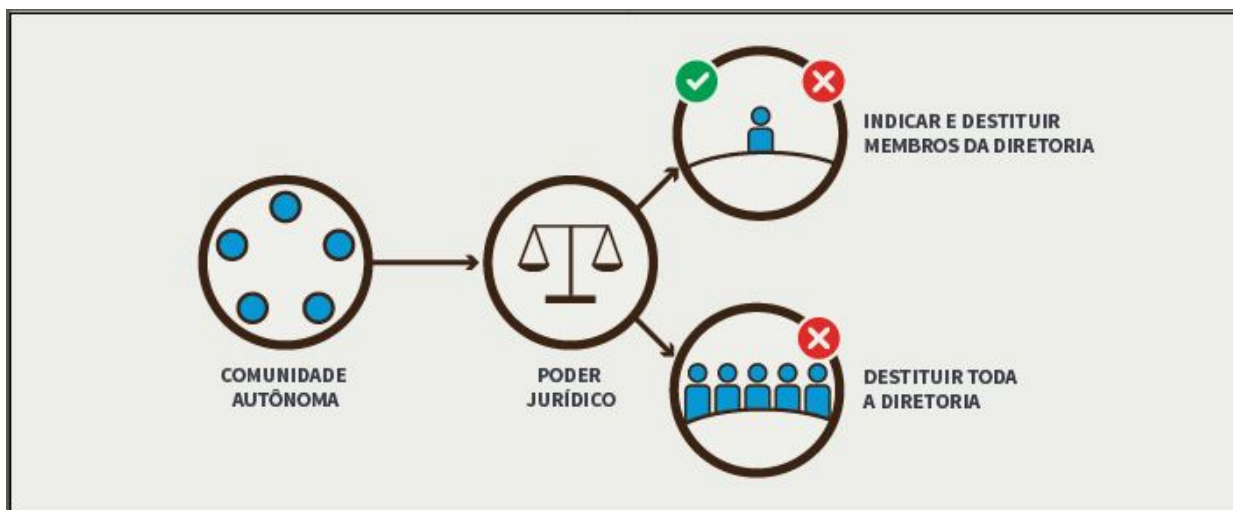 INDICAR E DESTITUIR
MEMBROS DA DIRETORIA
COMUNIDADE
AUTÔNOMA
PODER
JURÍDICO
DESTITUIR TODA
A DIRETORIA